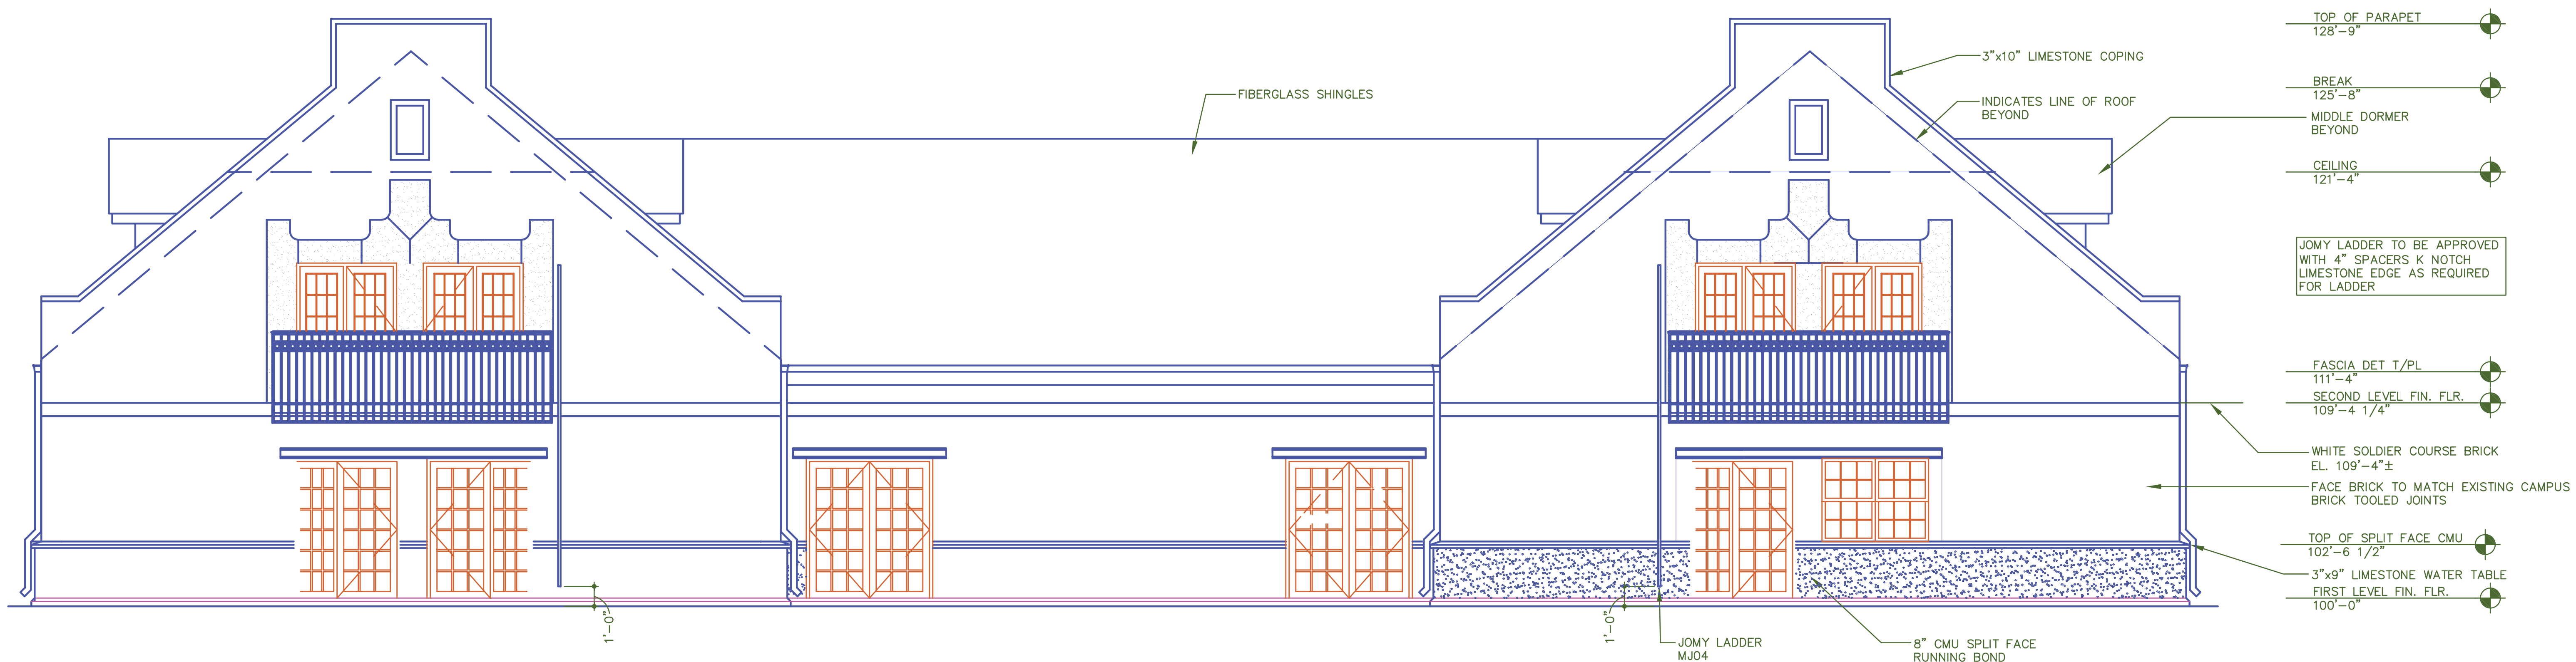 TOP OF PARAPET
128'-9"
3"x10" LIMESTONE COPING
BREAK
125'-8"
FIBERGLASS SHINGLES
INDICATES LINE OF ROOF
BEYOND
MIDDLE DORMER
BEYOND
CEILING
121'-4"
JOMY LADDER TO BE APPROVED
WITH 4" SPACERS K NOTCH
LIMESTONE EDGE AS REQUIRED
FOR LADDER
FASCIA DET T/PL
111'-4"
SECOND LEVEL FIN. FLR.
109'-4 1/4"
WHITE SOLDIER COURSE BRICK
EL. 109'-4"±
FACE BRICK TO MATCH EXISTING CAMPUS
BRICK TOOLED JOINTS
TOP OF SPLIT FACE CMU
102'-6 1/2"
3"x9" LIMESTONE WATER TABLE
FIRST LEVEL FIN. FLR.
100'-0"
1'-0"
1'-0"
JOMY LADDER
MJ04
8" CMU SPLIT FACE
RUNNING BOND